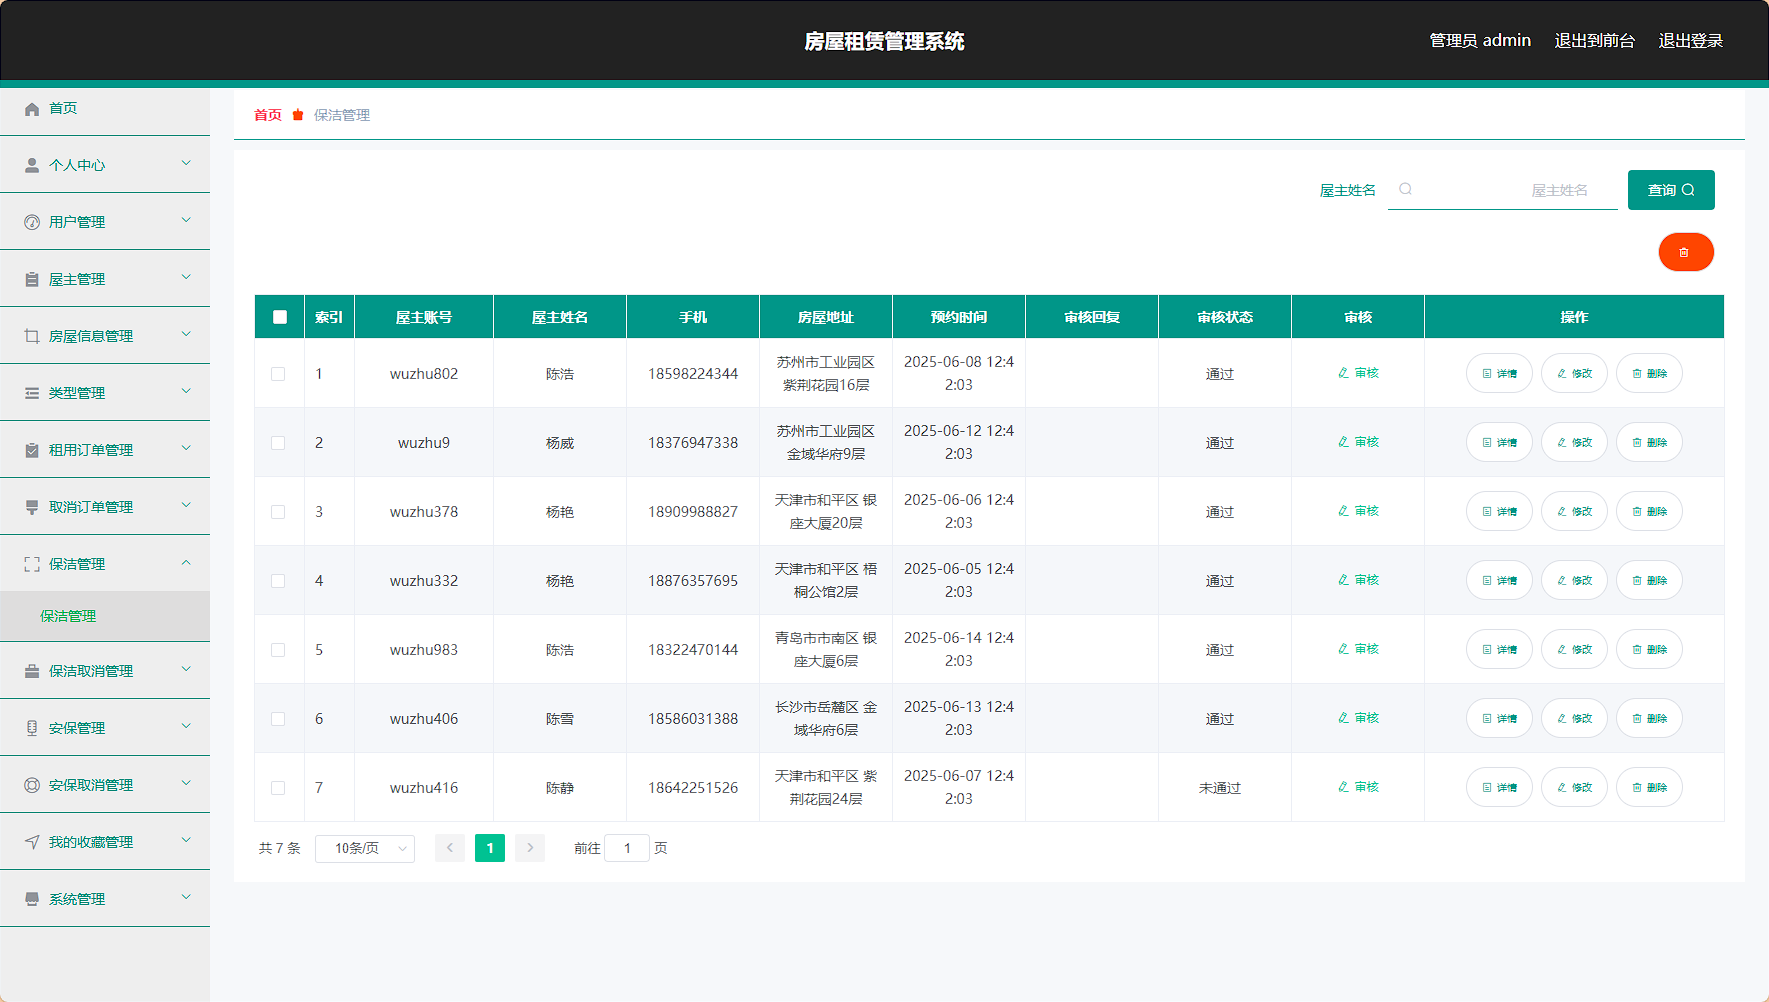 房屋租赁管理系统
管理员 admin 退出到前台 退出登录
首页
个人中心
用户管理
屋主管理
房屋信息管理
类型管理
租用订单管理
取消订单管理
保洁管理
保洁管理
保洁取消管理
安保管理
安保取消管理
我的收藏管理
系统管理
首页 保洁管理
屋主姓名 屋主姓名 查询
索引 屋主账号 屋主姓名 手机 房屋地址 预约时间 审核回复 审核状态 审核 操作
1 wuzhu802 陈浩 18598224344 苏州市工业园区 2025-06-08 12:4 通过 审核 详情 修改 删除
紫荆花园16层 2:03
2 wuzhu9 杨威 18376947338 苏州市工业园区 2025-06-12 12:4 通过 审核 详情 修改 删除
金域华府9层 2:03
3 wuzhu378 杨艳 18909988827 天津市和平区 银 2025-06-06 12:4 通过 审核 详情 修改 删除
座大厦20层 2:03
4 wuzhu332 杨艳 18876357695 天津市和平区 梧 2025-06-05 12:4 通过 审核 详情 修改 删除
桐公馆2层 2:03
5 wuzhu983 陈浩 18322470144 青岛市市南区 银 2025-06-14 12:4 通过 审核 详情 修改 删除
座大厦6层 2:03
6 wuzhu406 陈雪 18586031388 长沙市岳麓区 金 2025-06-13 12:4 通过 审核 详情 修改 删除
域华府6层 2:03
7 wuzhu416 陈静 18642251526 天津市和平区 紫 2025-06-07 12:4 未通过 审核 详情 修改 删除
荆花园24层 2:03
共 7 条 10条/页 1 前往 1 页